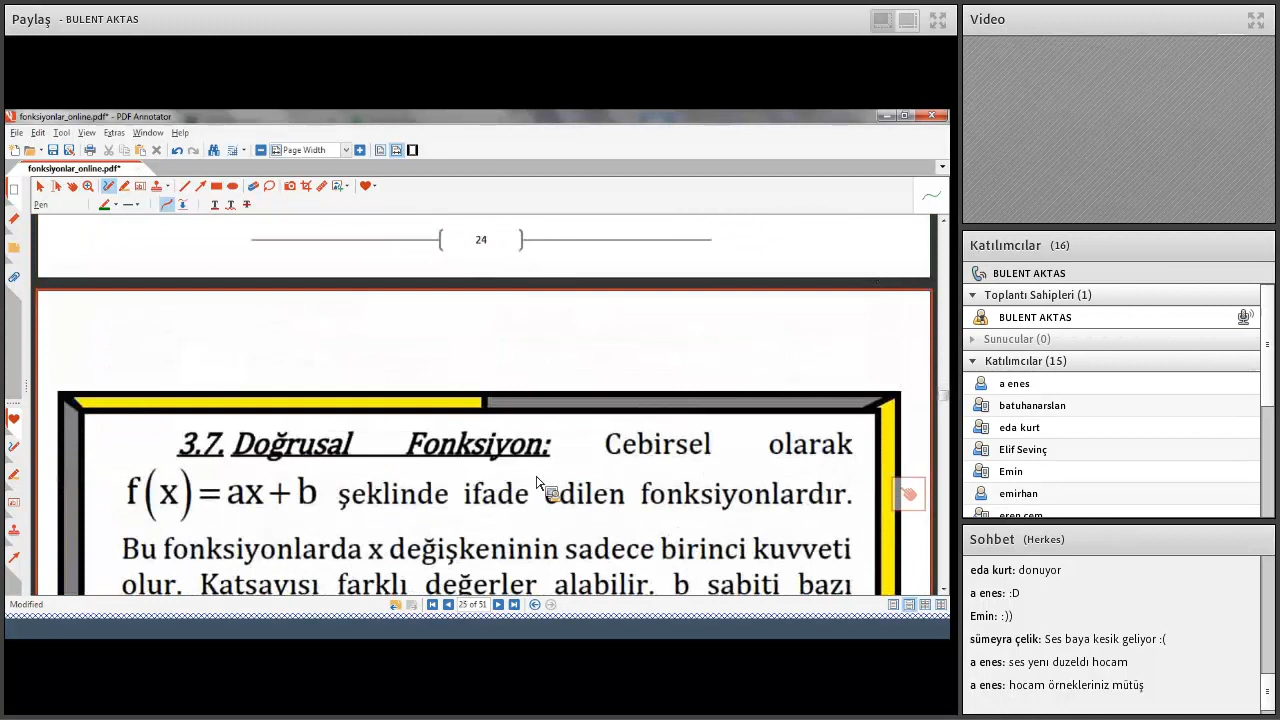 Paylaş - BULENT AKTAS
fonksiyonlar_online.pdf* - PDF Annotator
File Edit Tool View Extras Window Help
Page Width
fonksiyonlar_online.pdf*
Pen
24
3.7. Doğrusal Fonksiyon: Cebirsel olarak
f(x)=ax+b şeklinde ifade edilen fonksiyonlardır.
Bu fonksiyonlarda x değişkeninin sadece birinci kuvveti
olur. Katsayısı farklı değerler alabilir. b sabiti bazı
Modified
25 of 51
Video
Katılımcılar (16)
BULENT AKTAS
Toplantı Sahipleri (1)
BULENT AKTAS
Sunucular (0)
Katılımcılar (15)
a enes
batuhanarslan
eda kurt
Elif Sevinç
Emin
emirhan
eren cem
Sohbet (Herkes)
eda kurt: donuyor
a enes: :D
Emin: :))
sümeyra çelik: Ses baya kesik geliyor :(
a enes: ses yenı duzeldı hocam
a enes: hocam örnekleriniz mütüş